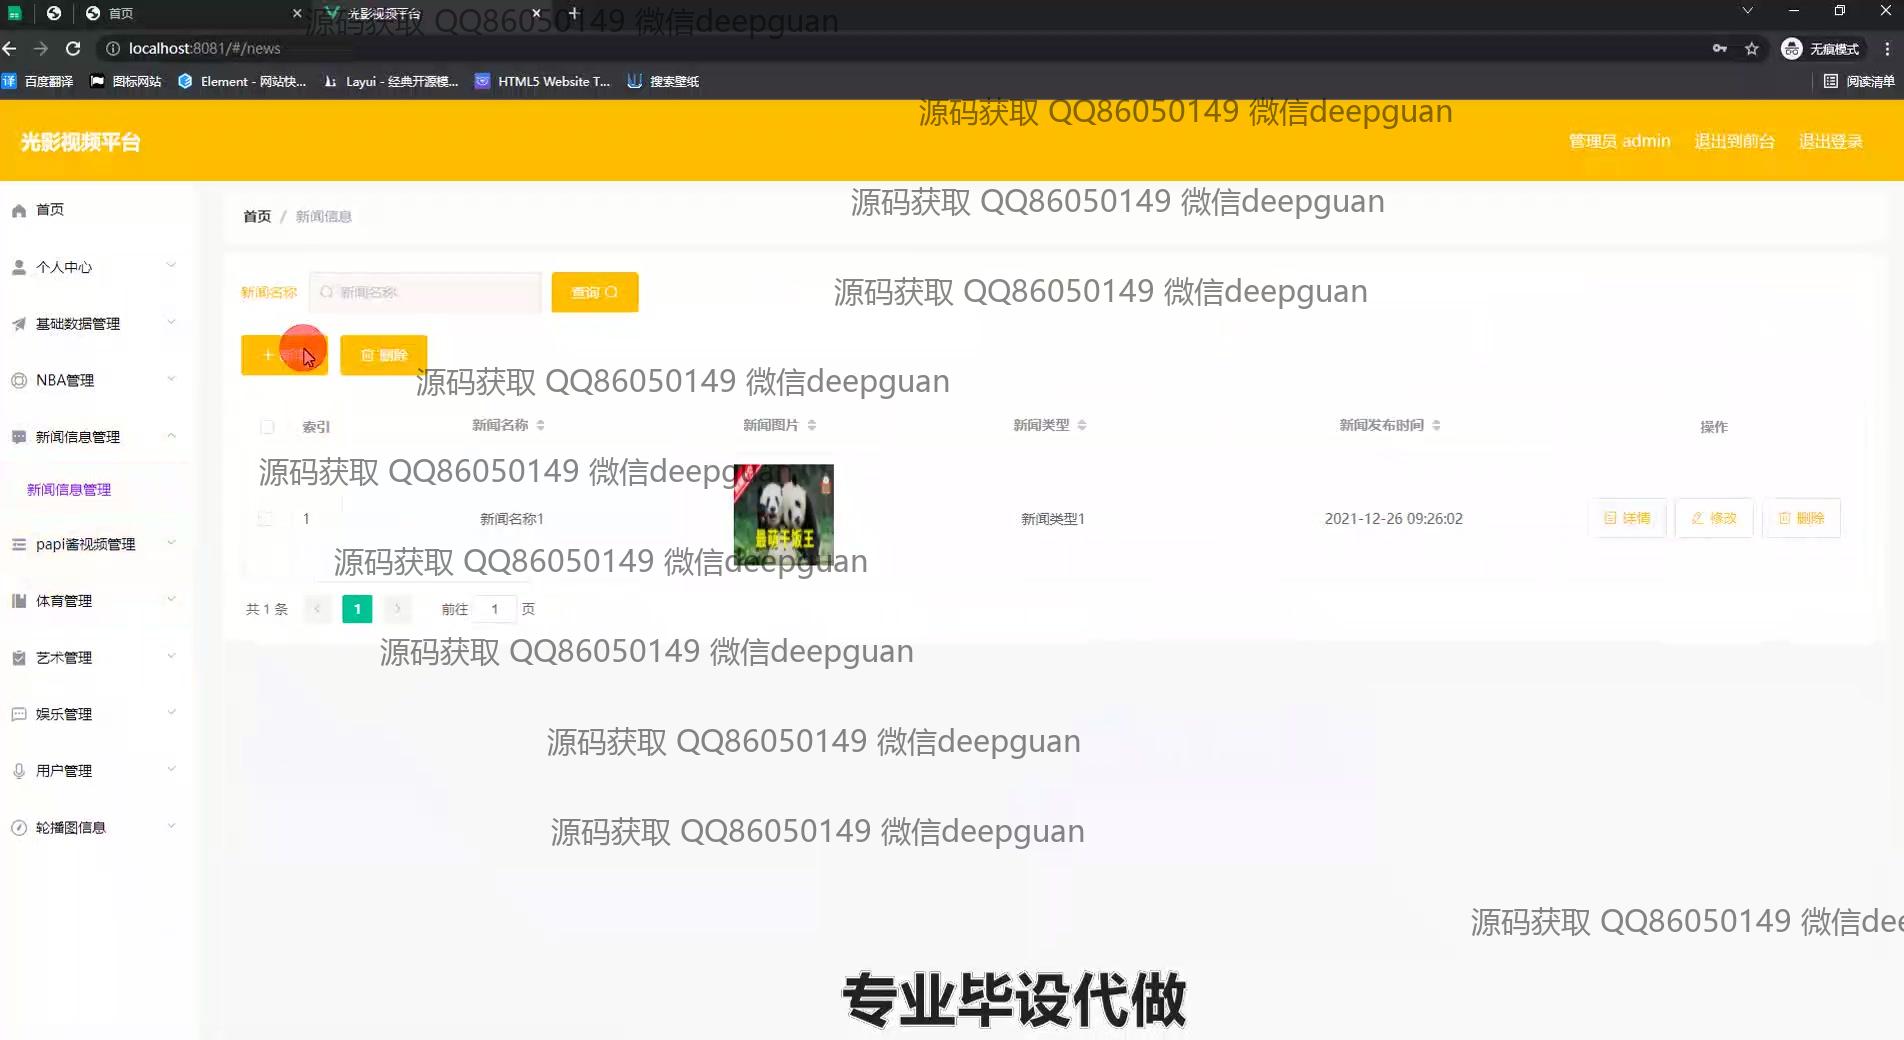 首页
光影视频平台
源码获取 QQ86050149 微信deepguan
localhost:8081/#/news
无痕模式
百度翻译
图标网站
Element - 网站快...
Layui - 经典开源模...
HTML5 Website T...
搜索壁纸
阅读清单
源码获取 QQ86050149 微信deepguan
光影视频平台
管理员 admin
退出到前台
退出登录
首页
首页 / 新闻信息
源码获取 QQ86050149 微信deepguan
个人中心
新闻名称
新闻名称
查询
源码获取 QQ86050149 微信deepguan
基础数据管理
删除
NBA管理
源码获取 QQ86050149 微信deepguan
新闻信息管理
索引
新闻名称
新闻图片
新闻类型
新闻发布时间
操作
源码获取 QQ86050149 微信deepguan
新闻信息管理
1
新闻名称1
最萌干饭王
新闻类型1
2021-12-26 09:26:02
详情
修改
删除
papi酱视频管理
源码获取 QQ86050149 微信deepguan
体育管理
共 1 条
1
前往 1 页
艺术管理
源码获取 QQ86050149 微信deepguan
娱乐管理
源码获取 QQ86050149 微信deepguan
用户管理
轮播图信息
源码获取 QQ86050149 微信deepguan
源码获取 QQ86050149 微信dee
专业毕设代做